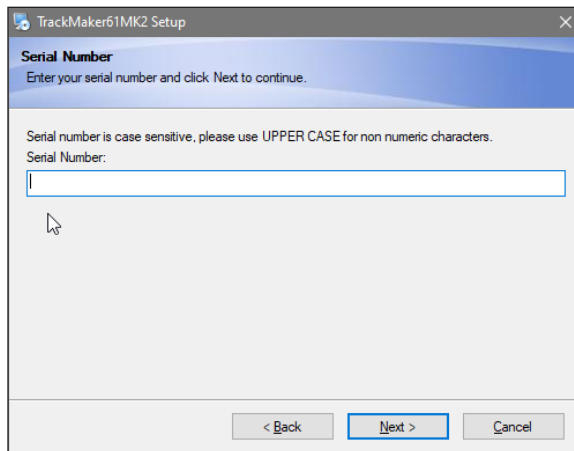 TrackMaker61MK2 Setup
Serial Number
Enter your serial number and click Next to continue.
Serial number is case sensitive, please use UPPER CASE for non numeric characters.
Serial Number:
< Back
Next >
Cancel